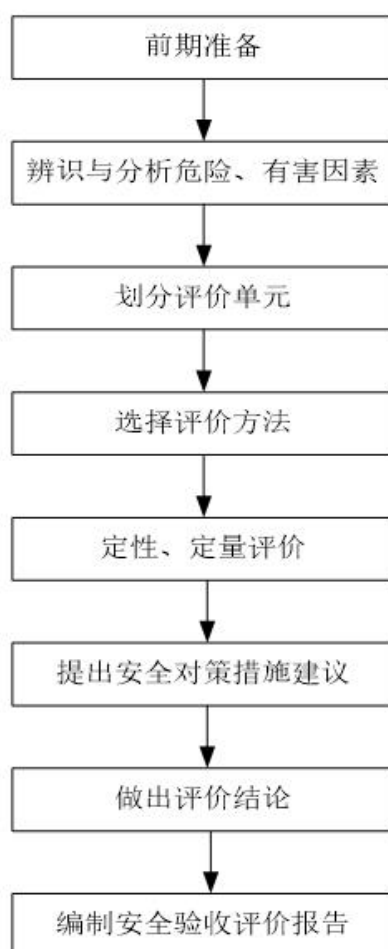 前期准备
辨识与分析危险、有害因素
划分评价单元
选择评价方法
定性、定量评价
提出安全对策措施建议
做出评价结论
编制安全验收评价报告